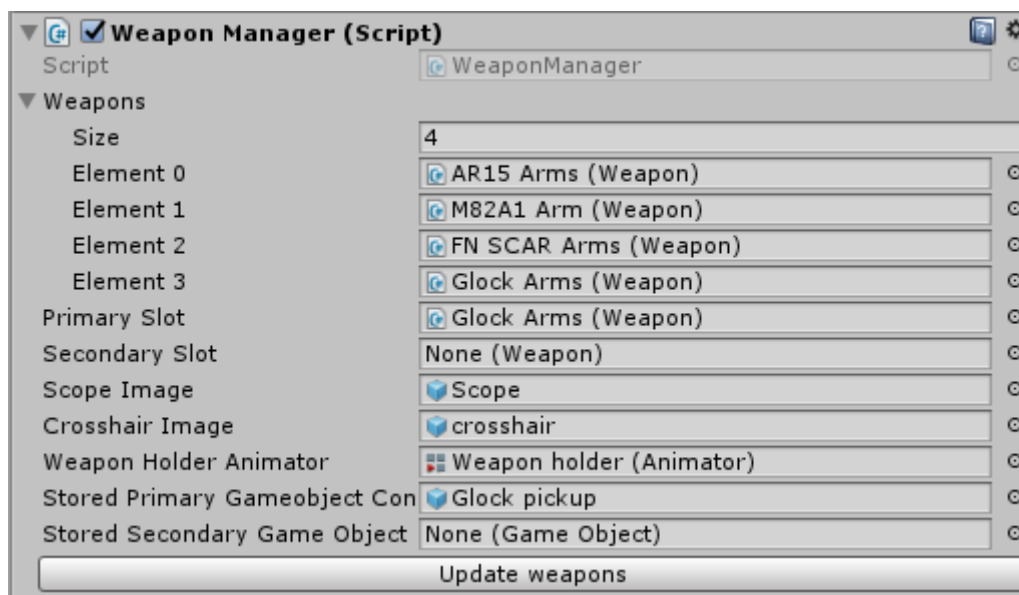 Weapon Manager (Script)
Script WeaponManager
Weapons
Size 4
Element 0 AR15 Arms (Weapon)
Element 1 M82A1 Arm (Weapon)
Element 2 FN SCAR Arms (Weapon)
Element 3 Glock Arms (Weapon)
Primary Slot Glock Arms (Weapon)
Secondary Slot None (Weapon)
Scope Image Scope
Crosshair Image crosshair
Weapon Holder Animator Weapon holder (Animator)
Stored Primary Gameobject Con Glock pickup
Stored Secondary Game Object None (Game Object)
Update weapons